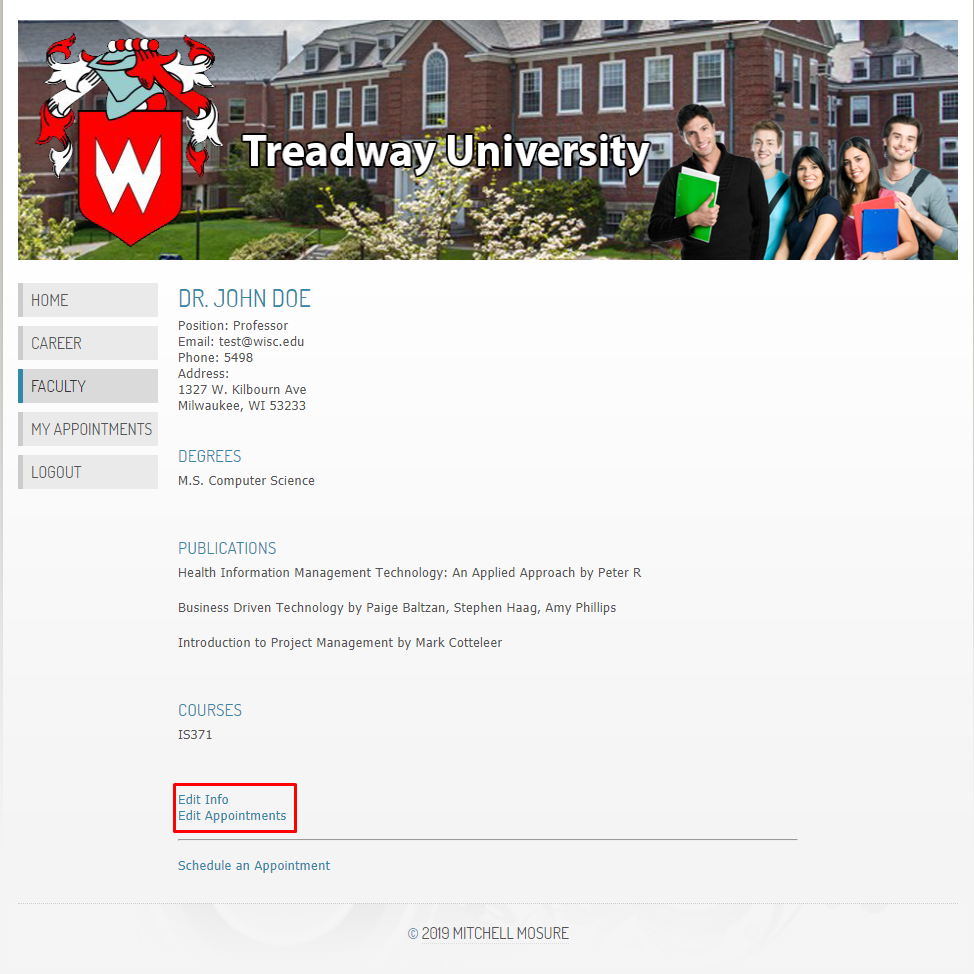 W
Treadway University
HOME
CAREER
FACULTY
MY APPOINTMENTS
LOGOUT
DR. JOHN DOE
Position: Professor
Email: test@wisc.edu
Phone: 5498
Address:
1327 W. Kilbourn Ave
Milwaukee, WI 53233
DEGREES
M.S. Computer Science
PUBLICATIONS
Health Information Management Technology: An Applied Approach by Peter R
Business Driven Technology by Paige Baltzan, Stephen Haag, Amy Phillips
Introduction to Project Management by Mark Cotteleer
COURSES
IS371
Edit Info
Edit Appointments
Schedule an Appointment
© 2019 MITCHELL MOSURE